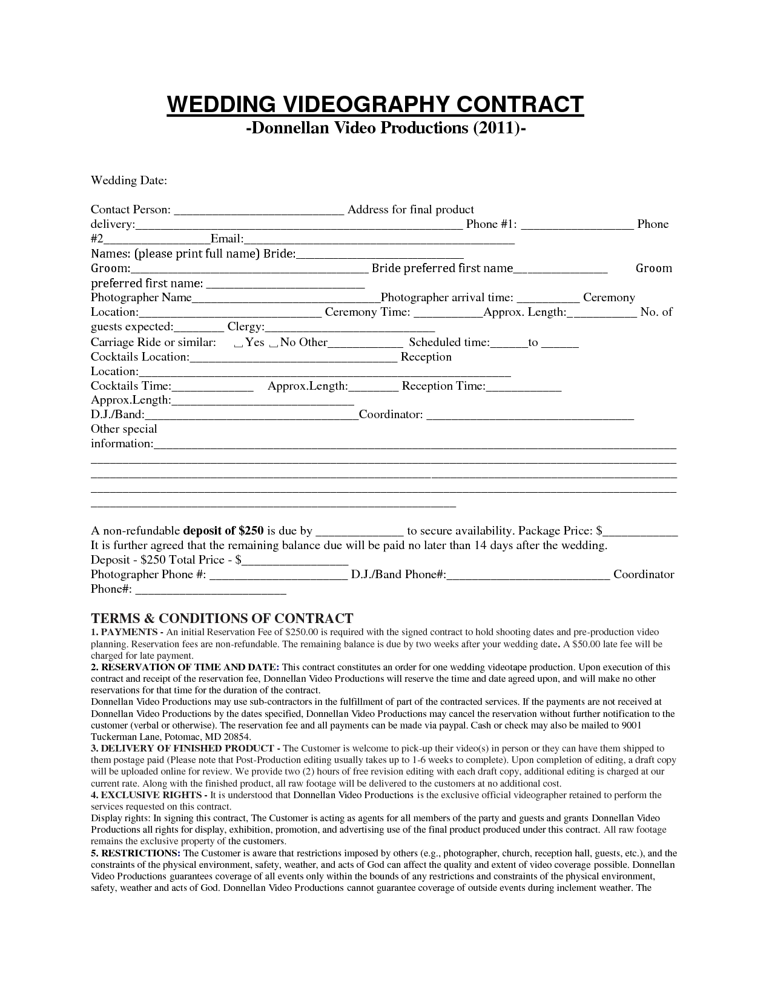 WEDDING VIDEOGRAPHY CONTRACT
-Donnellan Video Productions (2011)-
Wedding Date:
Contact Person: ___________________________ Address for final product
delivery:____________________________________________________ Phone #1: __________________ Phone
#2_________________Email:___________________________________________
Names: (please print full name) Bride:______________________________
Groom:__________________________________________ Bride preferred first name_________________ Groom
preferred first name: ____________________________
Photographer Name______________________________Photographer arrival time: __________ Ceremony
Location:_____________________________ Ceremony Time: ___________Approx. Length:___________ No. of
guests expected:________ Clergy:___________________________
Carriage Ride or similar: ⎵Yes ⎵No Other____________ Scheduled time:______to ______
Cocktails Location:_________________________________ Reception
Location:___________________________________________________________
Cocktails Time:_____________ Approx.Length:________ Reception Time:____________
Approx.Length:_____________________________
D.J./Band:__________________________________Coordinator: _________________________________
Other special
information:___________________________________________________________________________________
_____________________________________________________________________________________________
_____________________________________________________________________________________________
_____________________________________________________________________________________________
__________________________________________________________
A non-refundable deposit of $250 is due by ______________ to secure availability. Package Price: $____________
It is further agreed that the remaining balance due will be paid no later than 14 days after the wedding.
Deposit - $250 Total Price - $_________________
Photographer Phone #: ______________________ D.J./Band Phone#:__________________________ Coordinator
Phone#: ________________________
TERMS & CONDITIONS OF CONTRACT
1. PAYMENTS - An initial Reservation Fee of $250.00 is required with the signed contract to hold shooting dates and pre-production video
planning. Reservation fees are non-refundable. The remaining balance is due by two weeks after your wedding date. A $50.00 late fee will be
charged for late payment.
2. RESERVATION OF TIME AND DATE: This contract constitutes an order for one wedding videotape production. Upon execution of this
contract and receipt of the reservation fee, Donnellan Video Productions will reserve the time and date agreed upon, and will make no other
reservations for that time for the duration of the contract.
Donnellan Video Productions may use sub-contractors in the fulfillment of part of the contracted services. If the payments are not received at
Donnellan Video Productions by the dates specified, Donnellan Video Productions may cancel the reservation without further notification to the
customer (verbal or otherwise). The reservation fee and all payments can be made via paypal. Cash or check may also be mailed to 9001
Tuckerman Lane, Potomac, MD 20854.
3. DELIVERY OF FINISHED PRODUCT - The Customer is welcome to pick-up their video(s) in person or they can have them shipped to
them postage paid (Please note that Post-Production editing usually takes up to 1-6 weeks to complete). Upon completion of editing, a draft copy
will be uploaded online for review. We provide two (2) hours of free revision editing with each draft copy, additional editing is charged at our
current rate. Along with the finished product, all raw footage will be delivered to the customers at no additional cost.
4. EXCLUSIVE RIGHTS - It is understood that Donnellan Video Productions is the exclusive official videographer retained to perform the
services requested on this contract.
Display rights: In signing this contract, The Customer is acting as agents for all members of the party and guests and grants Donnellan Video
Productions all rights for display, exhibition, promotion, and advertising use of the final product produced under this contract. All raw footage
remains the exclusive property of the customers.
5. RESTRICTIONS: The Customer is aware that restrictions imposed by others (e.g., photographer, church, reception hall, guests, etc.), and the
constraints of the physical environment, safety, weather, and acts of God can affect the quality and extent of video coverage possible. Donnellan
Video Productions guarantees coverage of all events only within the bounds of any restrictions and constraints of the physical environment,
safety, weather and acts of God. Donnellan Video Productions cannot guarantee coverage of outside events during inclement weather. The